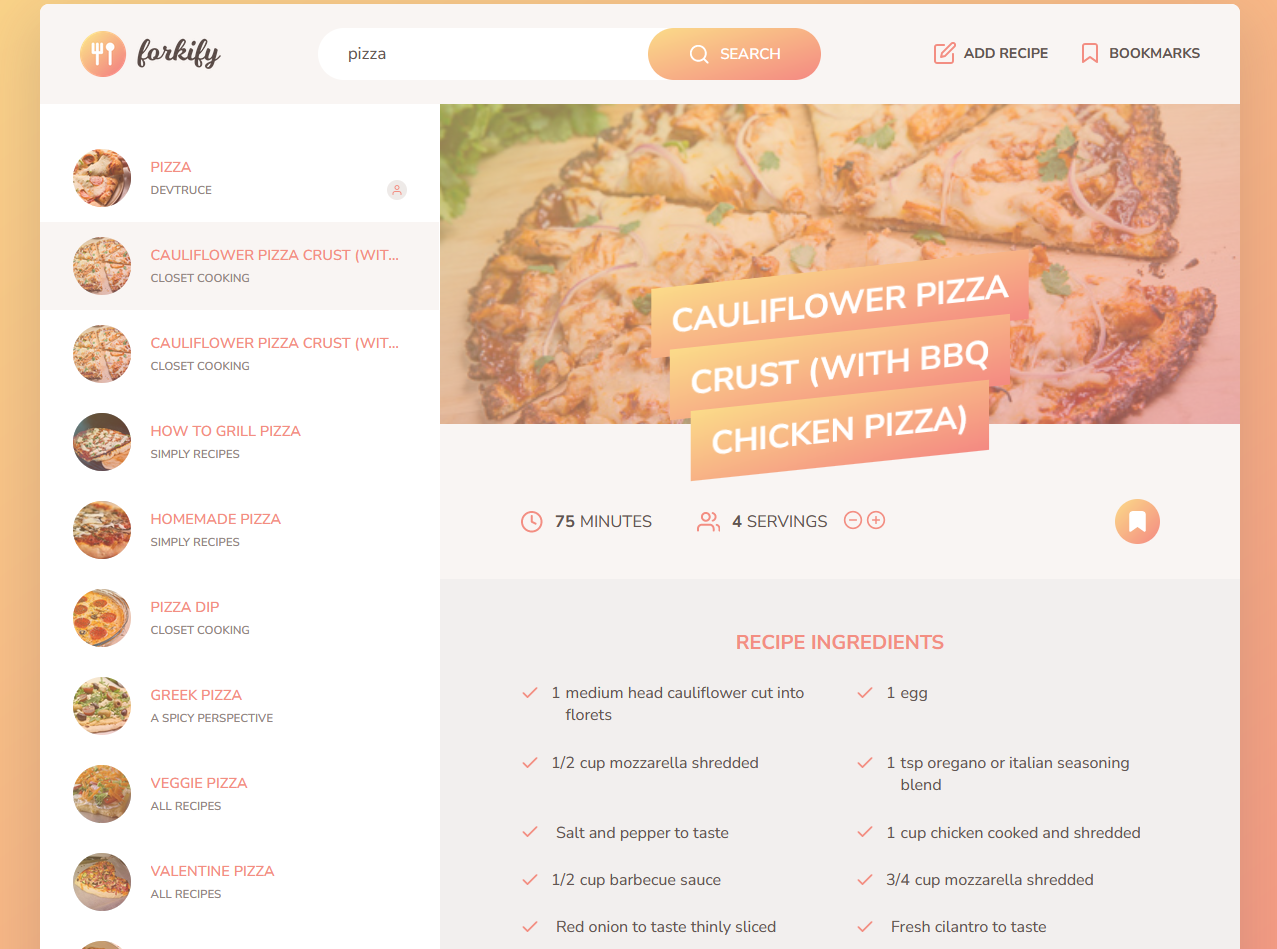 forkify
pizza
SEARCH
ADD RECIPE
BOOKMARKS
PIZZA
DEVTRUCE
CAULIFLOWER PIZZA CRUST (WIT...
CLOSET COOKING
CAULIFLOWER PIZZA CRUST (WIT...
CLOSET COOKING
HOW TO GRILL PIZZA
SIMPLY RECIPES
HOMEMADE PIZZA
SIMPLY RECIPES
PIZZA DIP
CLOSET COOKING
GREEK PIZZA
A SPICY PERSPECTIVE
VEGGIE PIZZA
ALL RECIPES
VALENTINE PIZZA
ALL RECIPES
CAULIFLOWER PIZZA
CRUST (WITH BBQ
CHICKEN PIZZA)
75 MINUTES
4 SERVINGS
RECIPE INGREDIENTS
1 medium head cauliflower cut into
florets
1 egg
1/2 cup mozzarella shredded
1 tsp oregano or italian seasoning
blend
Salt and pepper to taste
1 cup chicken cooked and shredded
1/2 cup barbecue sauce
3/4 cup mozzarella shredded
Red onion to taste thinly sliced
Fresh cilantro to taste